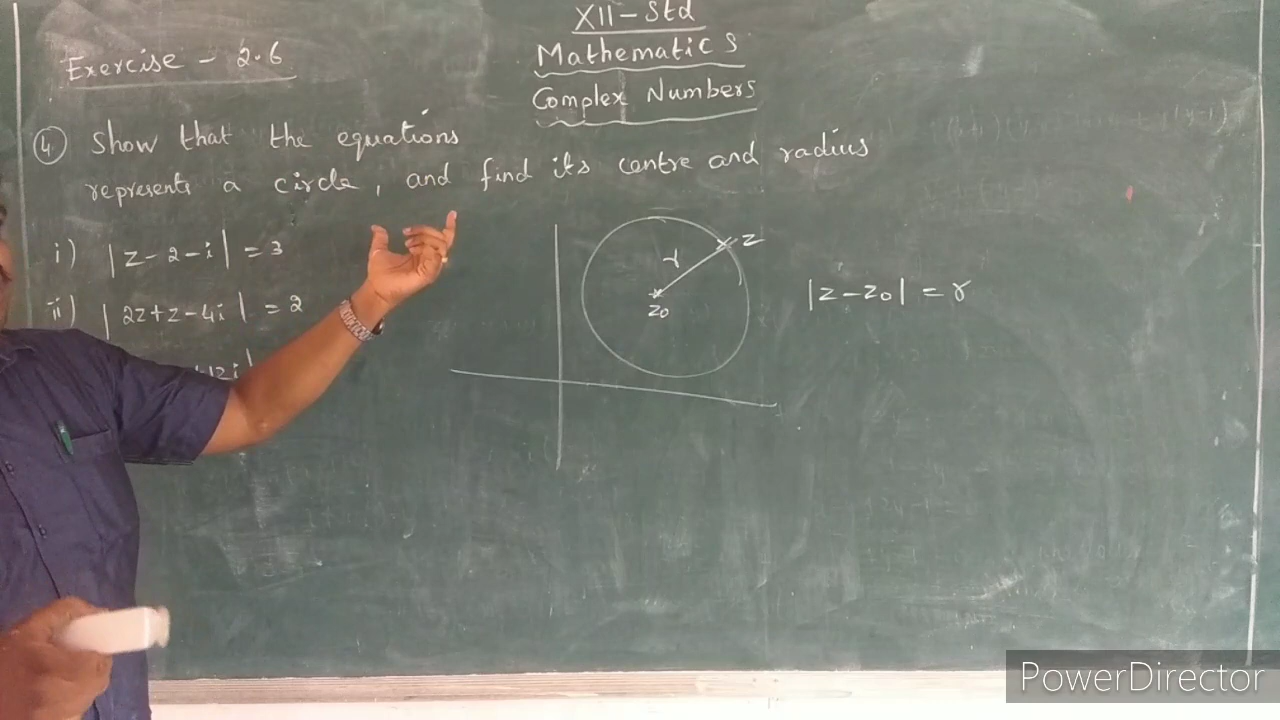 XII - Std
Mathematics
Complex Numbers
Exercise - 2.6
④ Show that the equations
represents a circle, and find its centre and radius
i) |z-2-i| = 3
ii) |2z+z-4i| = 2
+12i|
z
r
z₀
|z-z₀| = r
PowerDirector